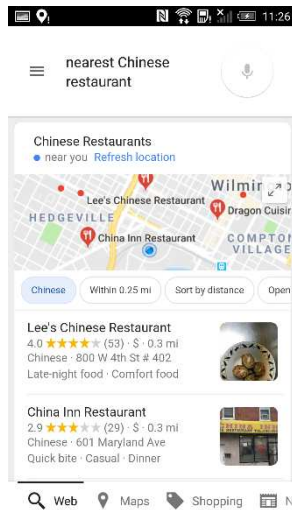 11:26
nearest Chinese
restaurant
Chinese Restaurants
near you Refresh location
Wilmin
Lee's Chinese Restaurant
Dragon Cuisin
HEDGEVILLE
China Inn Restaurant
COMPTON
VILLAGE
Chinese
Within 0.25 mi
Sort by distance
Open
Lee's Chinese Restaurant
4.0 ★★★★★ (53) · $ · 0.3 mi
Chinese · 800 W 4th St # 402
Late-night food · Comfort food
China Inn Restaurant
2.9 ★★★★★ (29) · $ · 0.3 mi
Chinese · 601 Maryland Ave
Quick bite · Casual · Dinner
CHINA INN
Web
Maps
Shopping
N